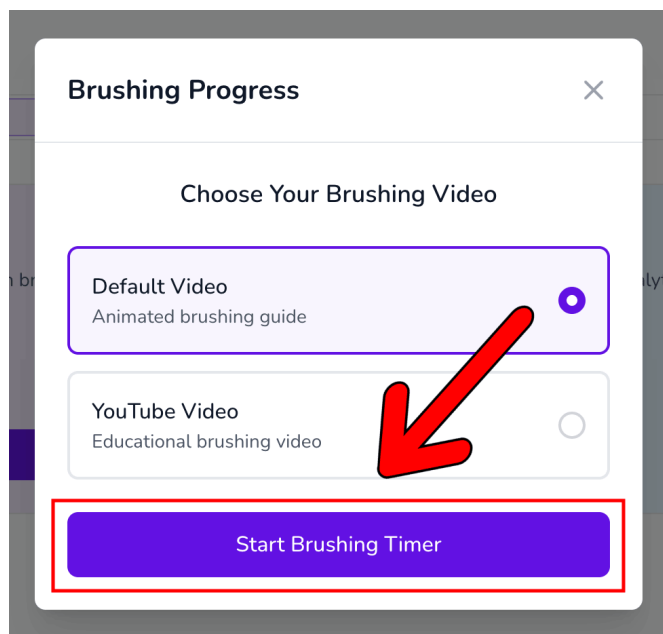 Brushing Progress
Choose Your Brushing Video
Default Video
Animated brushing guide
YouTube Video
Educational brushing video
Start Brushing Timer